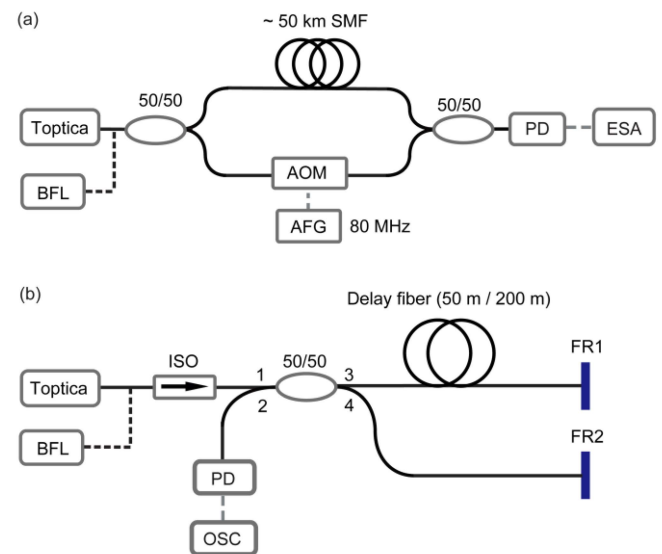 (a)
~ 50 km SMF
50/50
50/50
Toptica
PD
ESA
BFL
AOM
AFG
80 MHz
(b)
Delay fiber (50 m / 200 m)
ISO
50/50
FR1
Toptica
1
3
2
4
BFL
FR2
PD
OSC